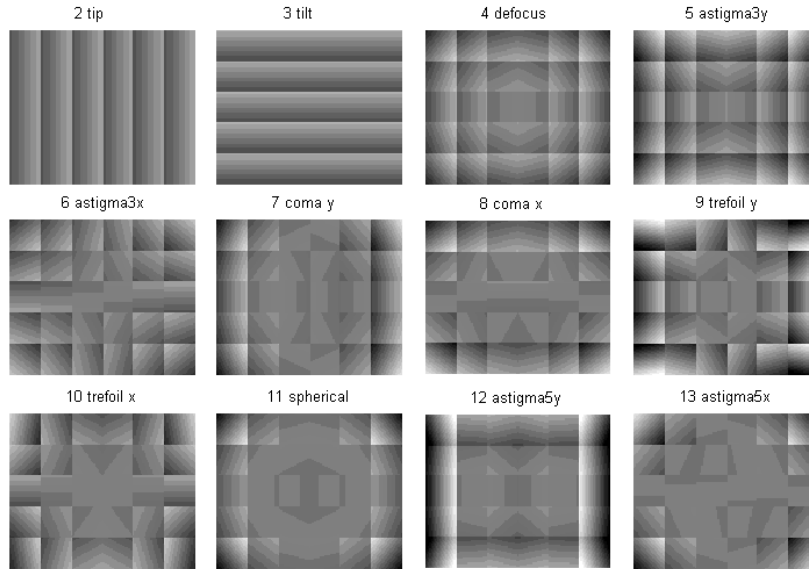 2 tip
3 tilt
4 defocus
5 astigma3y
6 astigma3x
7 coma y
8 coma x
9 trefoil y
10 trefoil x
11 spherical
12 astigma5y
13 astigma5x